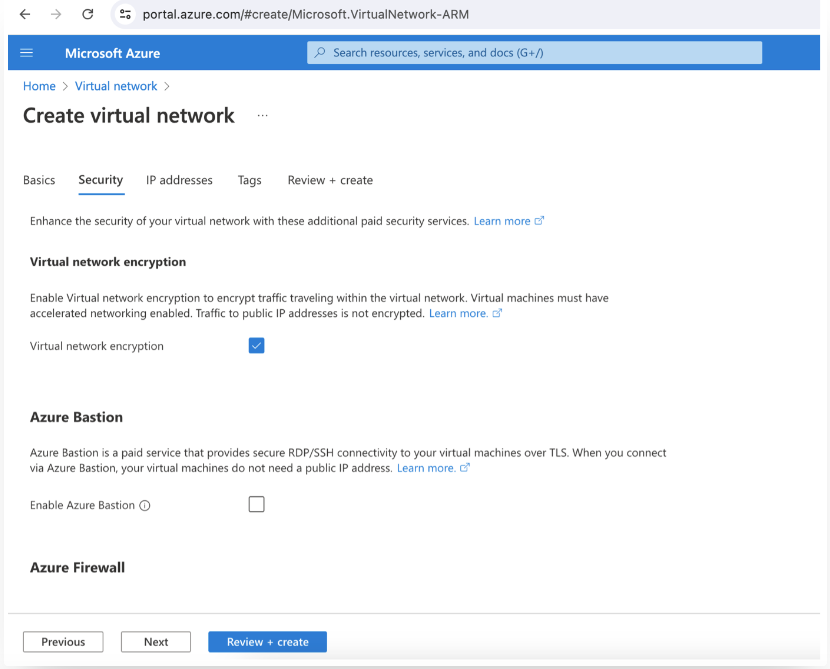 portal.azure.com/#create/Microsoft.VirtualNetwork-ARM
Microsoft Azure
Search resources, services, and docs (G+/)
Home > Virtual network >
Create virtual network ...
Basics Security IP addresses Tags Review + create
Enhance the security of your virtual network with these additional paid security services. Learn more
Virtual network encryption
Enable Virtual network encryption to encrypt traffic traveling within the virtual network. Virtual machines must have
accelerated networking enabled. Traffic to public IP addresses is not encrypted. Learn more.
Virtual network encryption
Azure Bastion
Azure Bastion is a paid service that provides secure RDP/SSH connectivity to your virtual machines over TLS. When you connect
via Azure Bastion, your virtual machines do not need a public IP address. Learn more.
Enable Azure Bastion
Azure Firewall
Previous Next Review + create